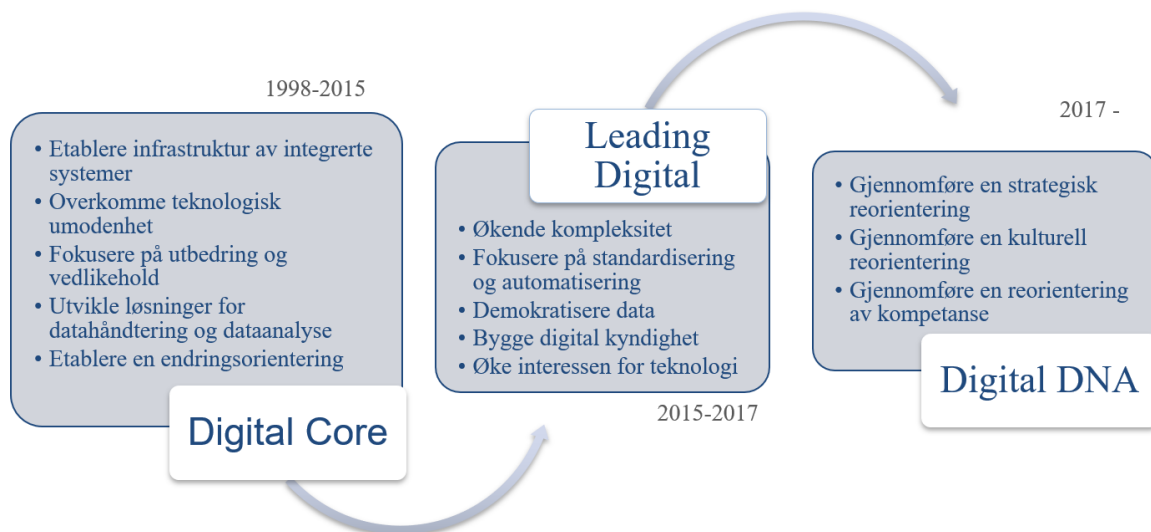 1998-2015
• Etablere infrastruktur av integrerte
systemer
• Overkomme teknologisk
umodenhet
• Fokusere på utbedring og
vedlikehold
• Utvikle løsninger for
datahåndtering og dataanalyse
• Etablere en endringsorientering
Digital Core
Leading
Digital
• Økende kompleksitet
• Fokusere på standardisering
og automatisering
• Demokratisere data
• Bygge digital kyndighet
• Øke interessen for teknologi
2015-2017
2017 -
• Gjennomføre en strategisk
reorientering
• Gjennomføre en kulturell
reorientering
• Gjennomføre en reorientering
av kompetanse
Digital DNA